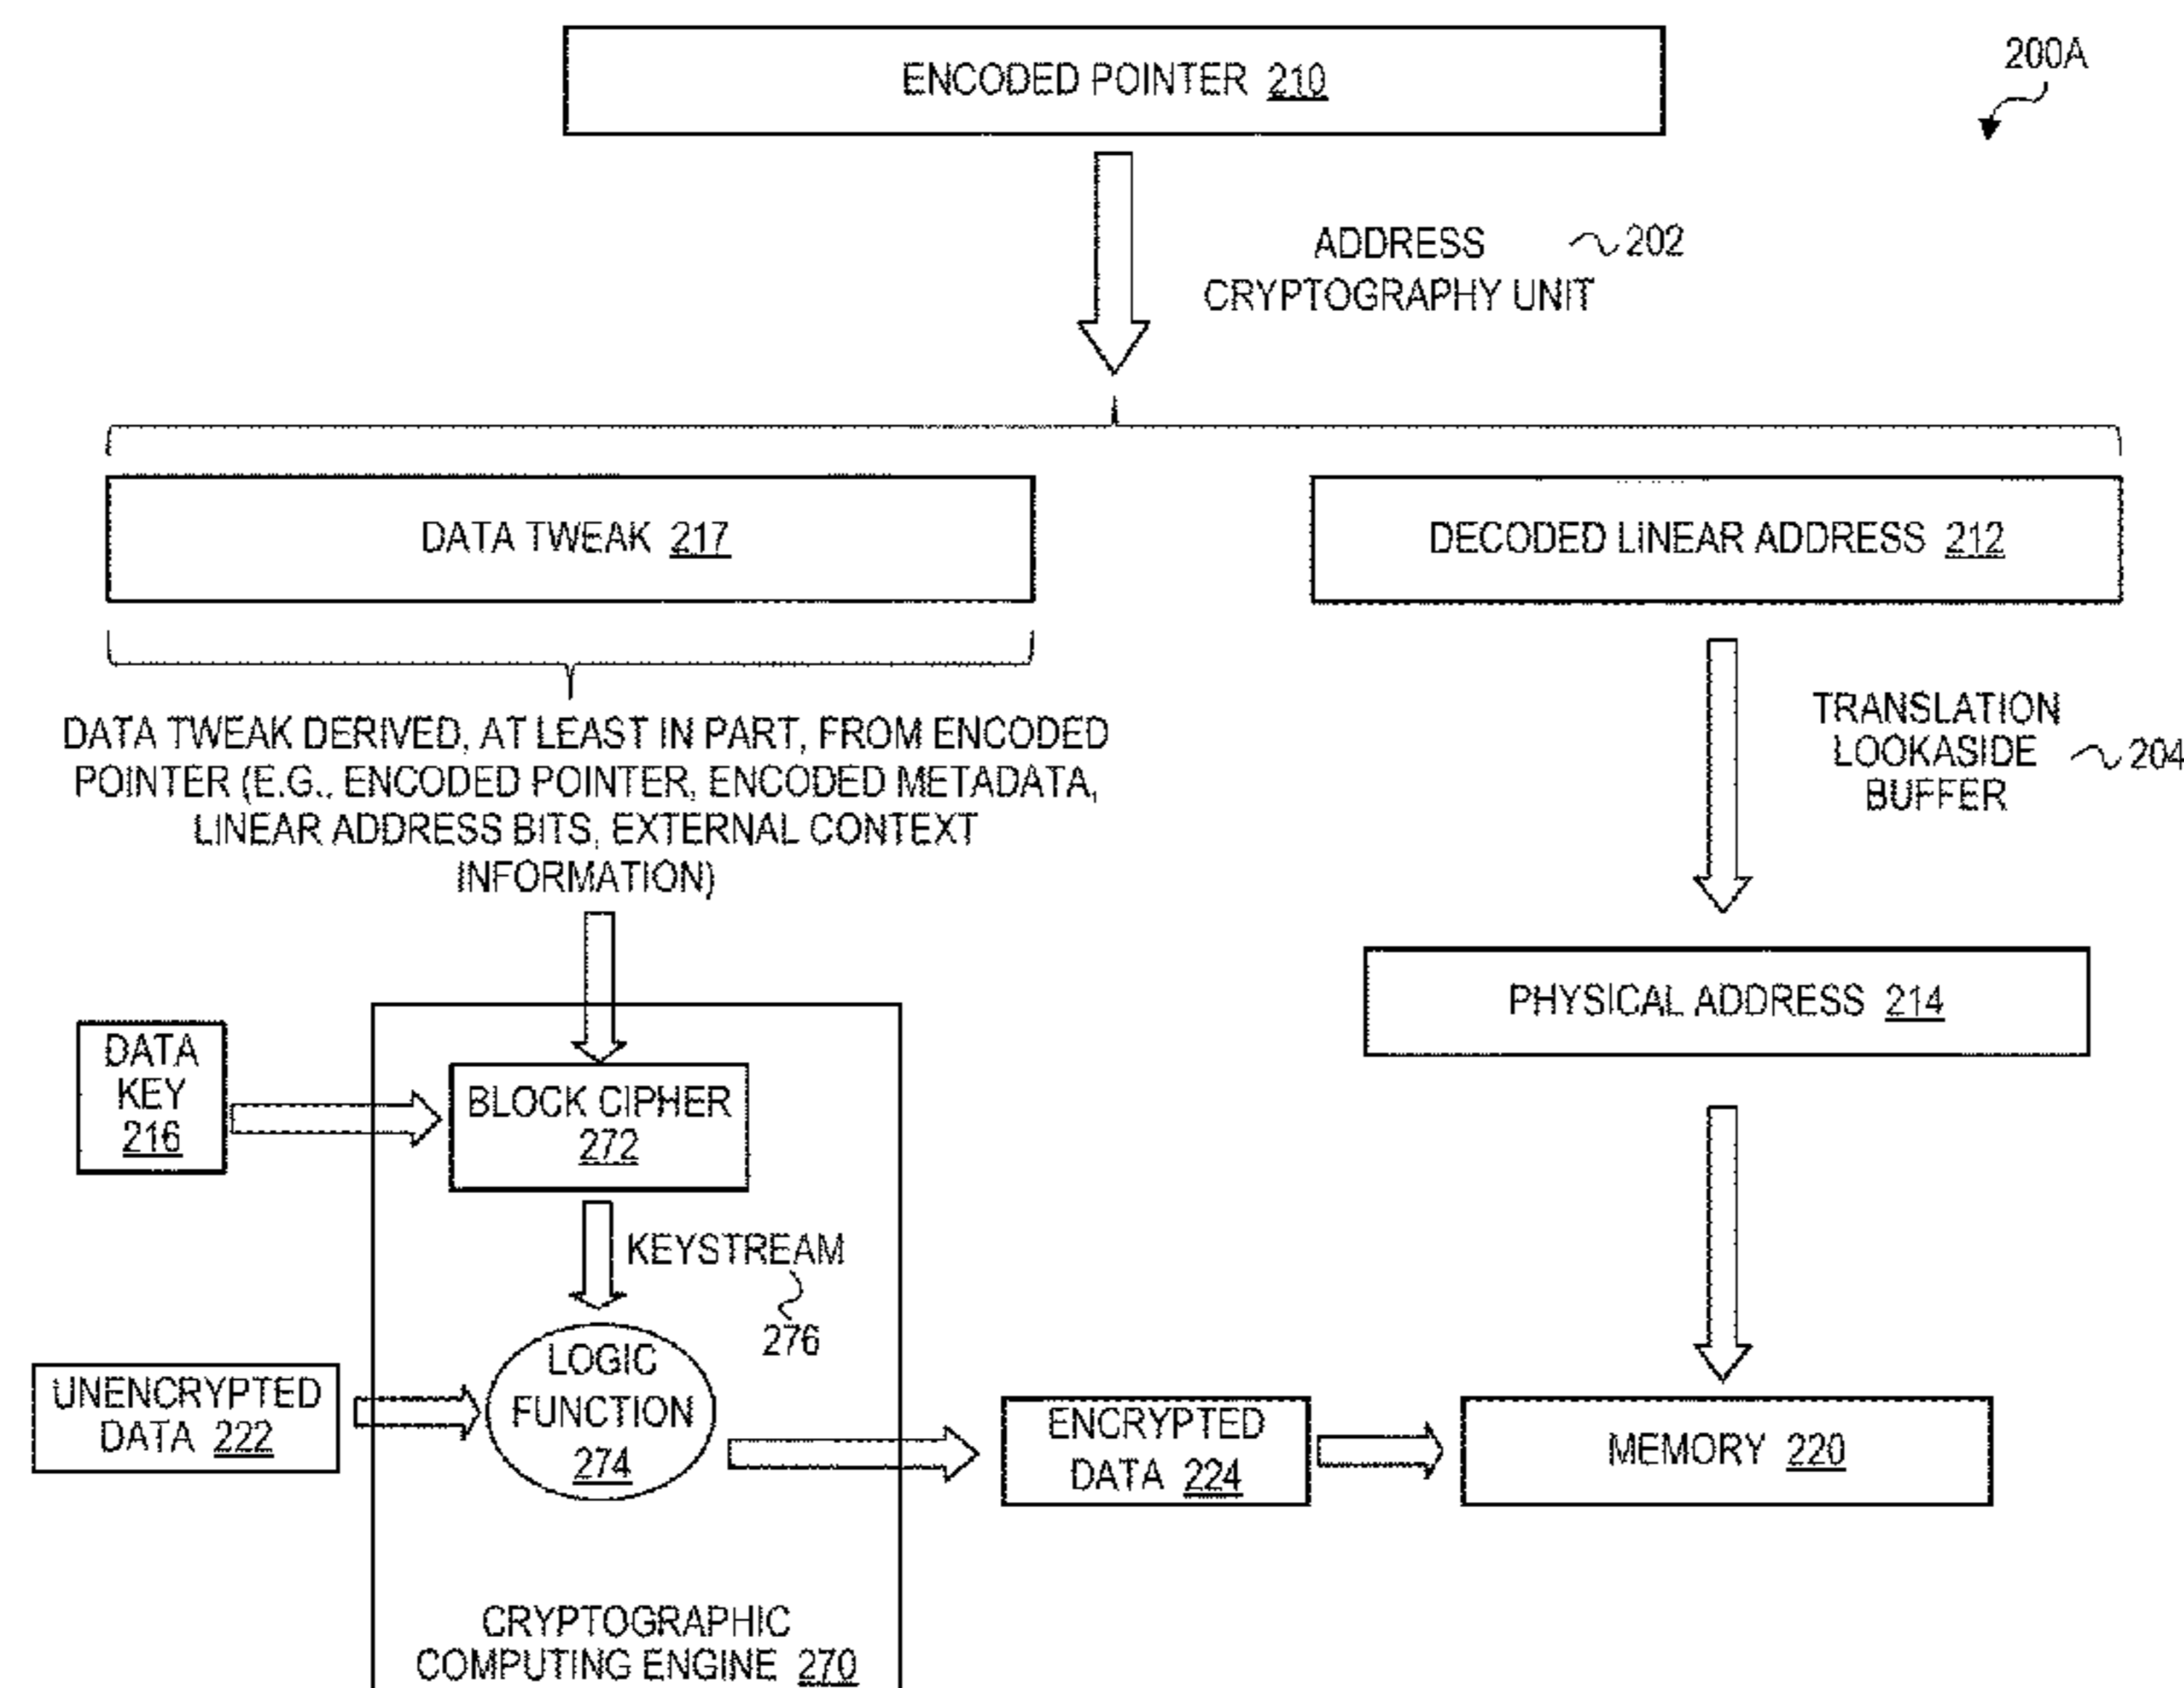 ENCODED POINTER 210
200A
ADDRESS 202
CRYPTOGRAPHY UNIT
DATA TWEAK 217
DECODED LINEAR ADDRESS 212
DATA TWEAK DERIVED, AT LEAST IN PART, FROM ENCODED
POINTER (E.G., ENCODED POINTER, ENCODED METADATA,
LINEAR ADDRESS BITS, EXTERNAL CONTEXT
INFORMATION)
TRANSLATION
LOOKASIDE 204
BUFFER
PHYSICAL ADDRESS 214
DATA
KEY
216
BLOCK CIPHER
272
KEYSTREAM
276
UNENCRYPTED
DATA 222
LOGIC
FUNCTION
274
ENCRYPTED
DATA 224
MEMORY 220
CRYPTOGRAPHIC
COMPUTING ENGINE 270